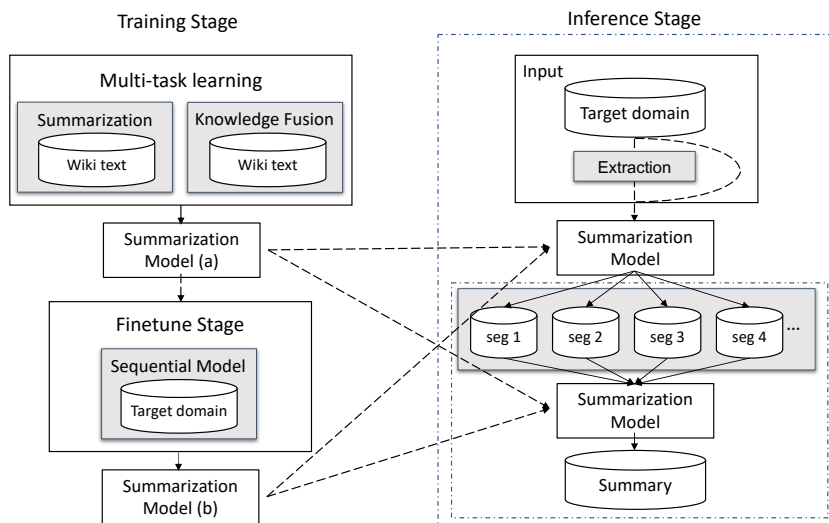 Training Stage
Multi-task learning
Summarization
Wiki text
Knowledge Fusion
Wiki text
Summarization
Model (a)
Finetune Stage
Sequential Model
Target domain
Summarization
Model (b)
Inference Stage
Input
Target domain
Extraction
Summarization
Model
seg 1
seg 2
seg 3
seg 4
...
Summarization
Model
Summary